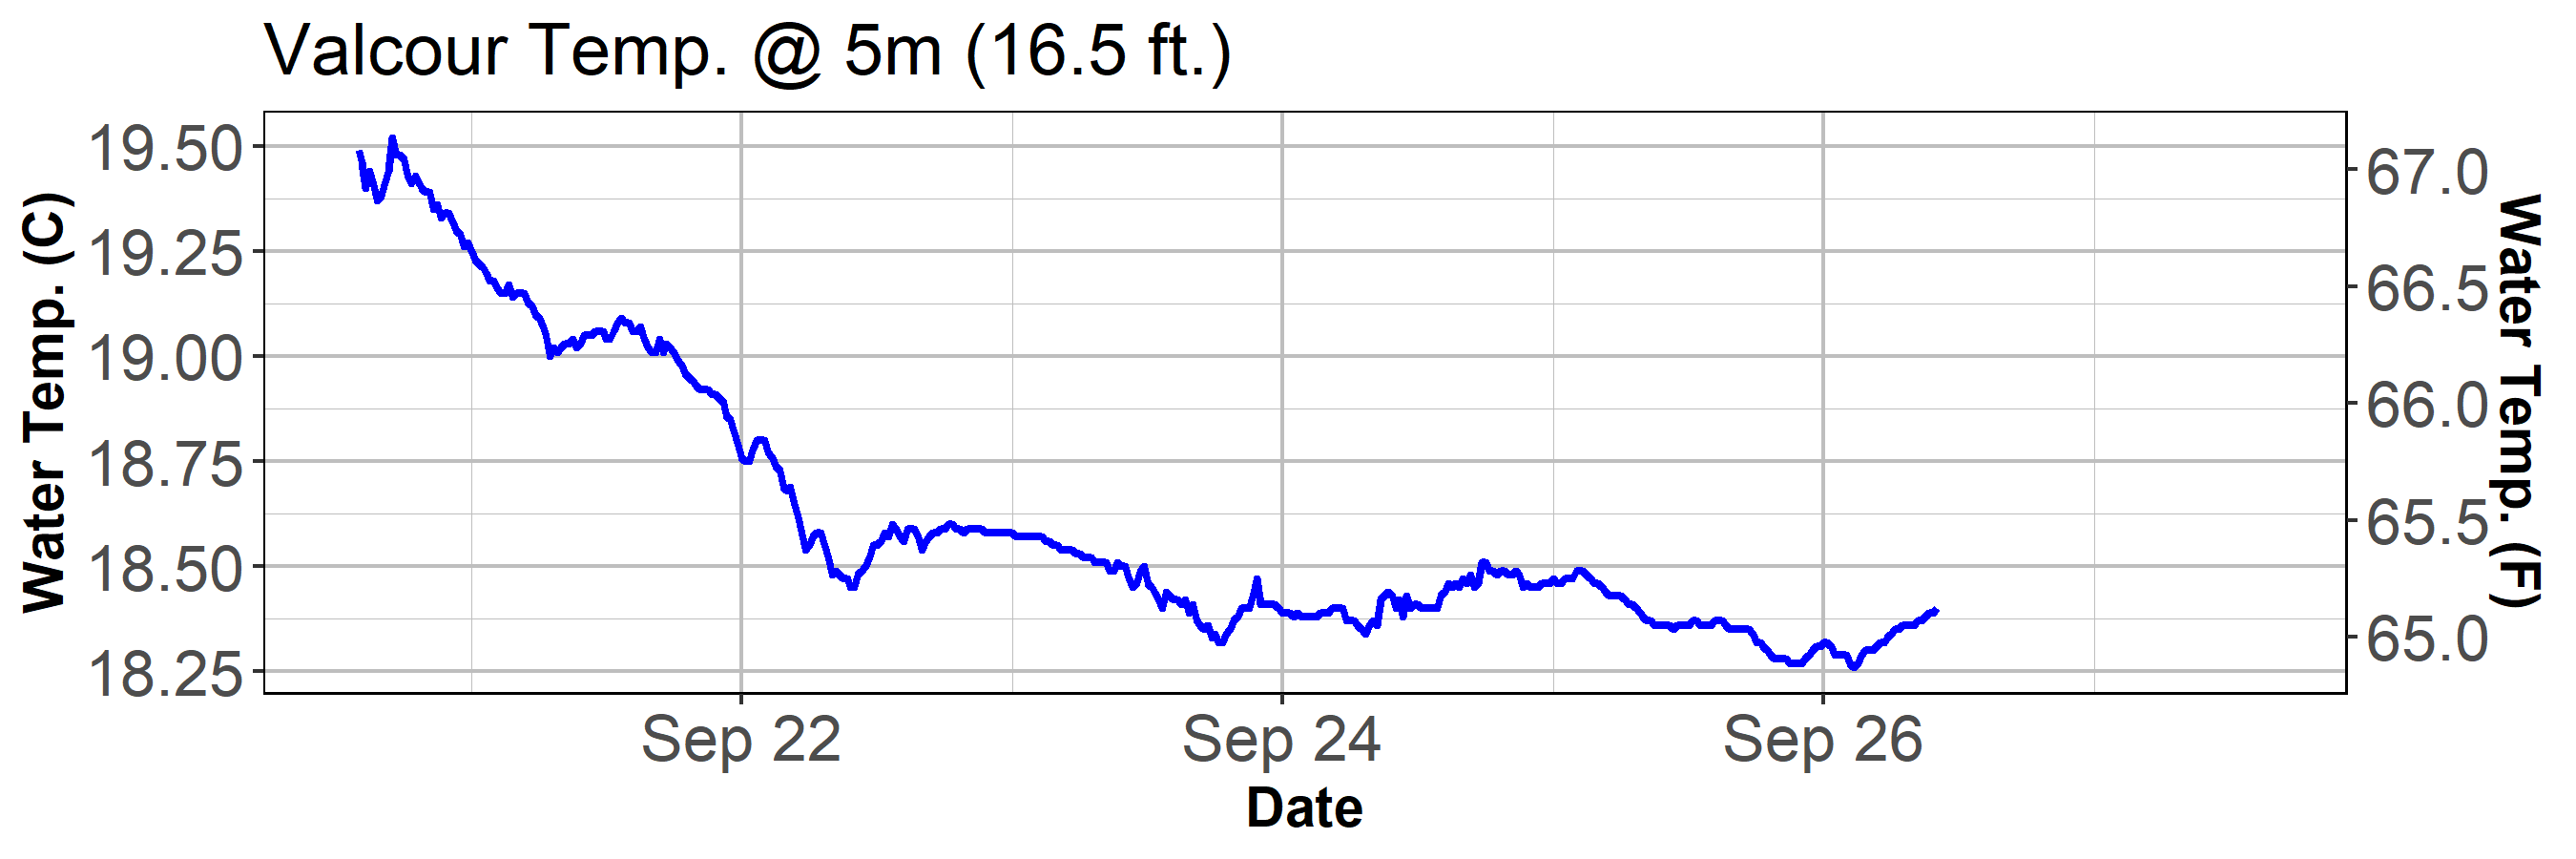 Valcour Temp. @ 5m (16.5 ft.)
Water Temp. (C)
19.50
19.25
19.00
18.75
18.50
18.25
67.0
66.5
66.0
65.5
65.0
Water Temp. (F)
Sep 22
Sep 24
Sep 26
Date